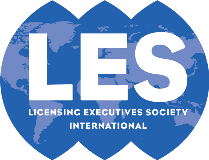 LES
LICENSING EXECUTIVES SOCIETY
INTERNATIONAL